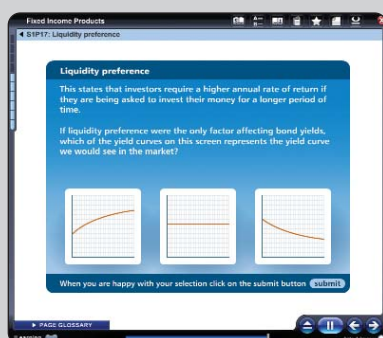 Fixed Income Products
S1P17: Liquidity preference
Liquidity preference
This states that investors require a higher annual rate of return if
they are being asked to invest their money for a longer period of
time.
If liquidity preference were the only factor affecting bond yields,
which of the yield curves on this screen represents the yield curve
we would see in the market?
When you are happy with your selection click on the submit button submit
PAGE GLOSSARY